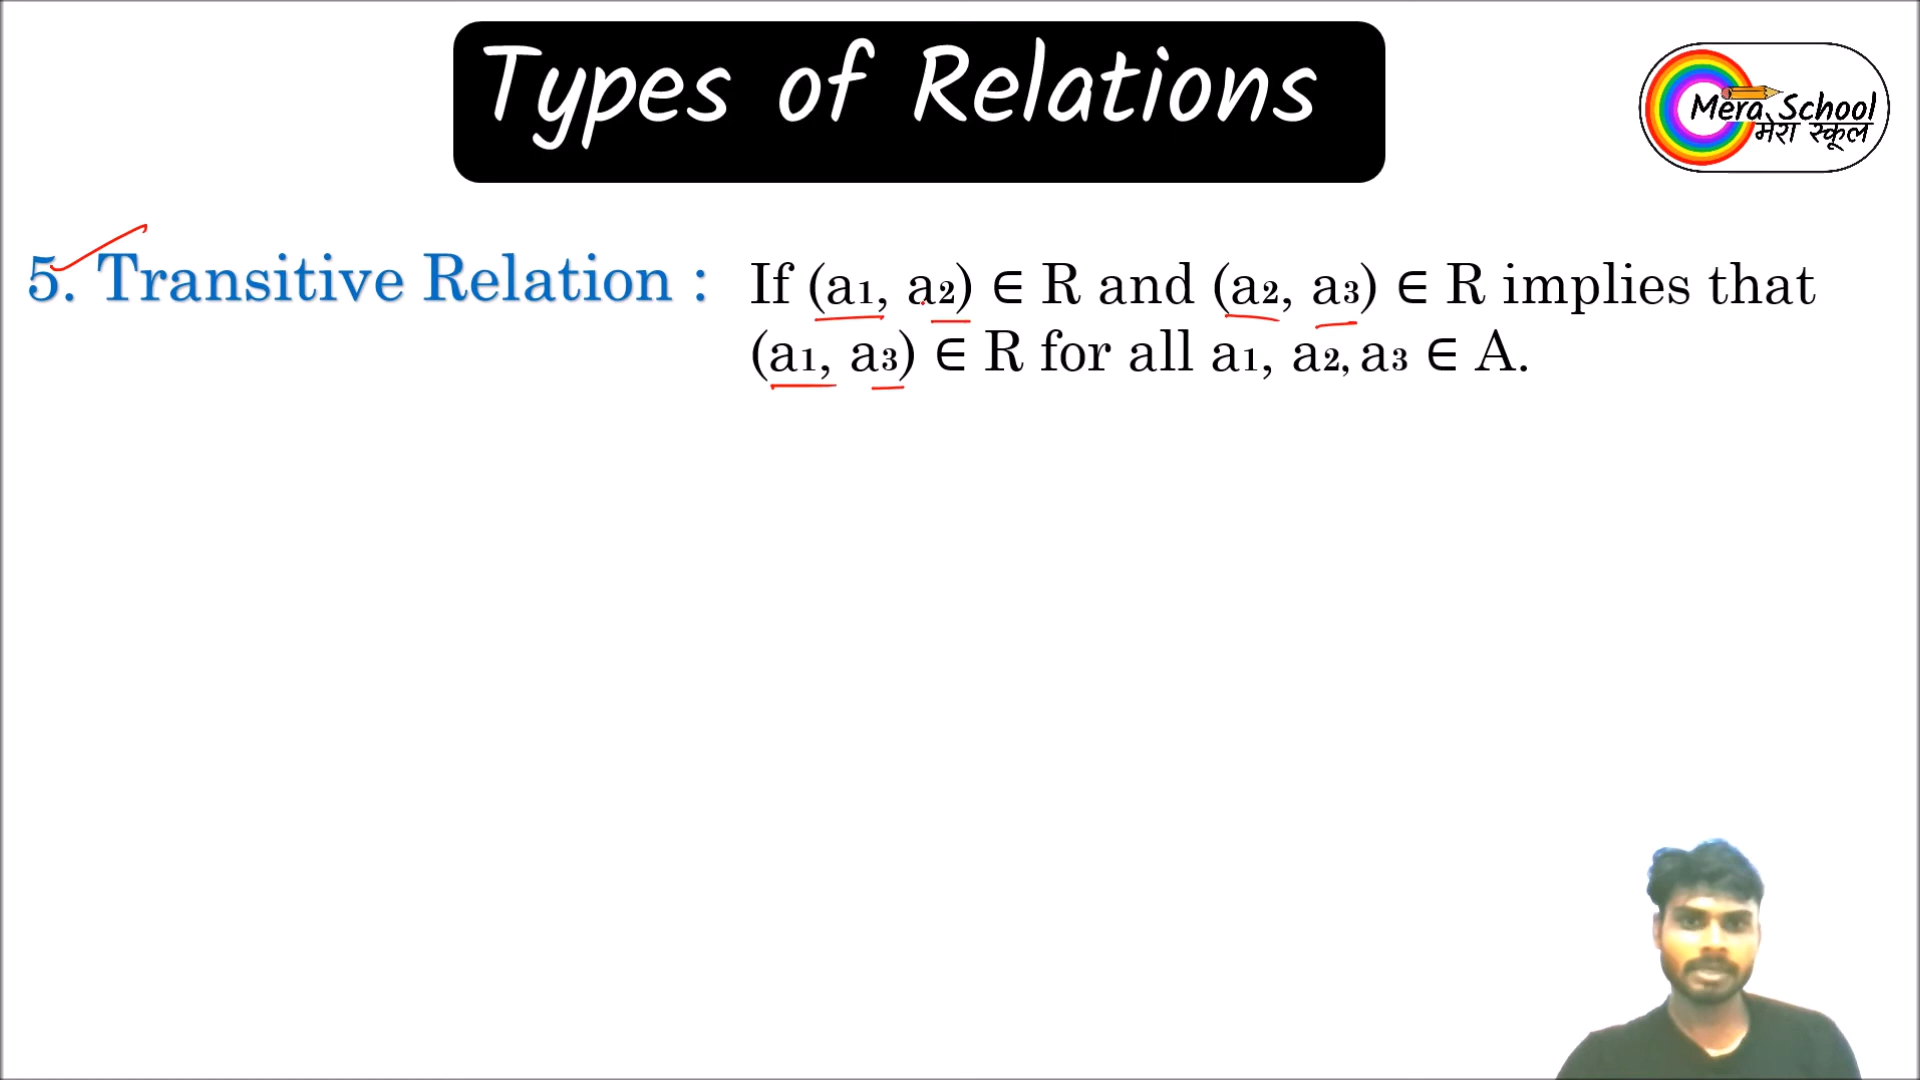 Types of Relations
Mera School
मेरा स्कूल
5. Transitive Relation :
If (a1, a2) ∈ R and (a2, a3) ∈ R implies that
(a1, a3) ∈ R for all a1, a2, a3 ∈ A.